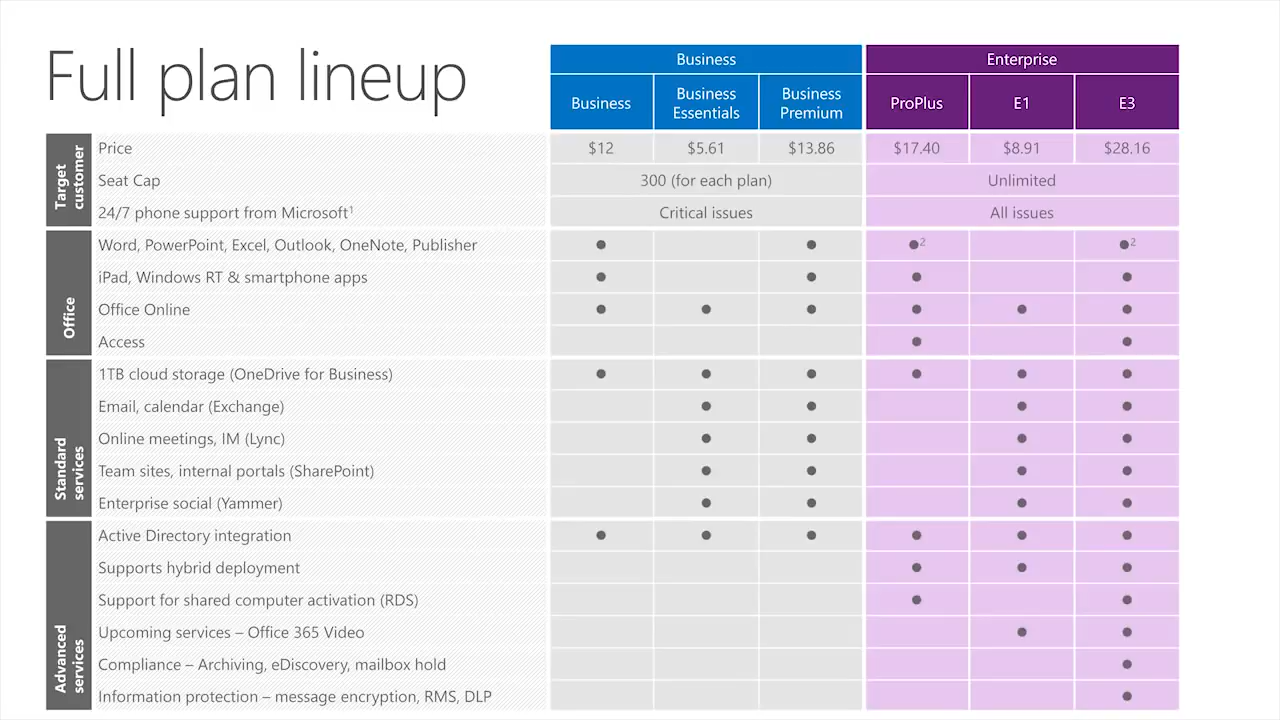 Full plan lineup
Business
Enterprise
Business
Business Essentials
Business Premium
ProPlus
E1
E3
Target customer
Price $12 $5.61 $13.86 $17.40 $8.91 $28.16
Seat Cap 300 (for each plan) Unlimited
24/7 phone support from Microsoft¹ Critical issues All issues
Office
Word, PowerPoint, Excel, Outlook, OneNote, Publisher ● ● ●² ●²
iPad, Windows RT & smartphone apps ● ● ● ●
Office Online ● ● ● ● ● ●
Access ● ●
Standard services
1TB cloud storage (OneDrive for Business) ● ● ● ● ● ●
Email, calendar (Exchange) ● ● ● ●
Online meetings, IM (Lync) ● ● ● ●
Team sites, internal portals (SharePoint) ● ● ● ●
Enterprise social (Yammer) ● ● ● ●
Advanced services
Active Directory integration ● ● ● ● ● ●
Supports hybrid deployment ● ● ●
Support for shared computer activation (RDS) ● ●
Upcoming services – Office 365 Video ● ●
Compliance – Archiving, eDiscovery, mailbox hold ●
Information protection – message encryption, RMS, DLP ●